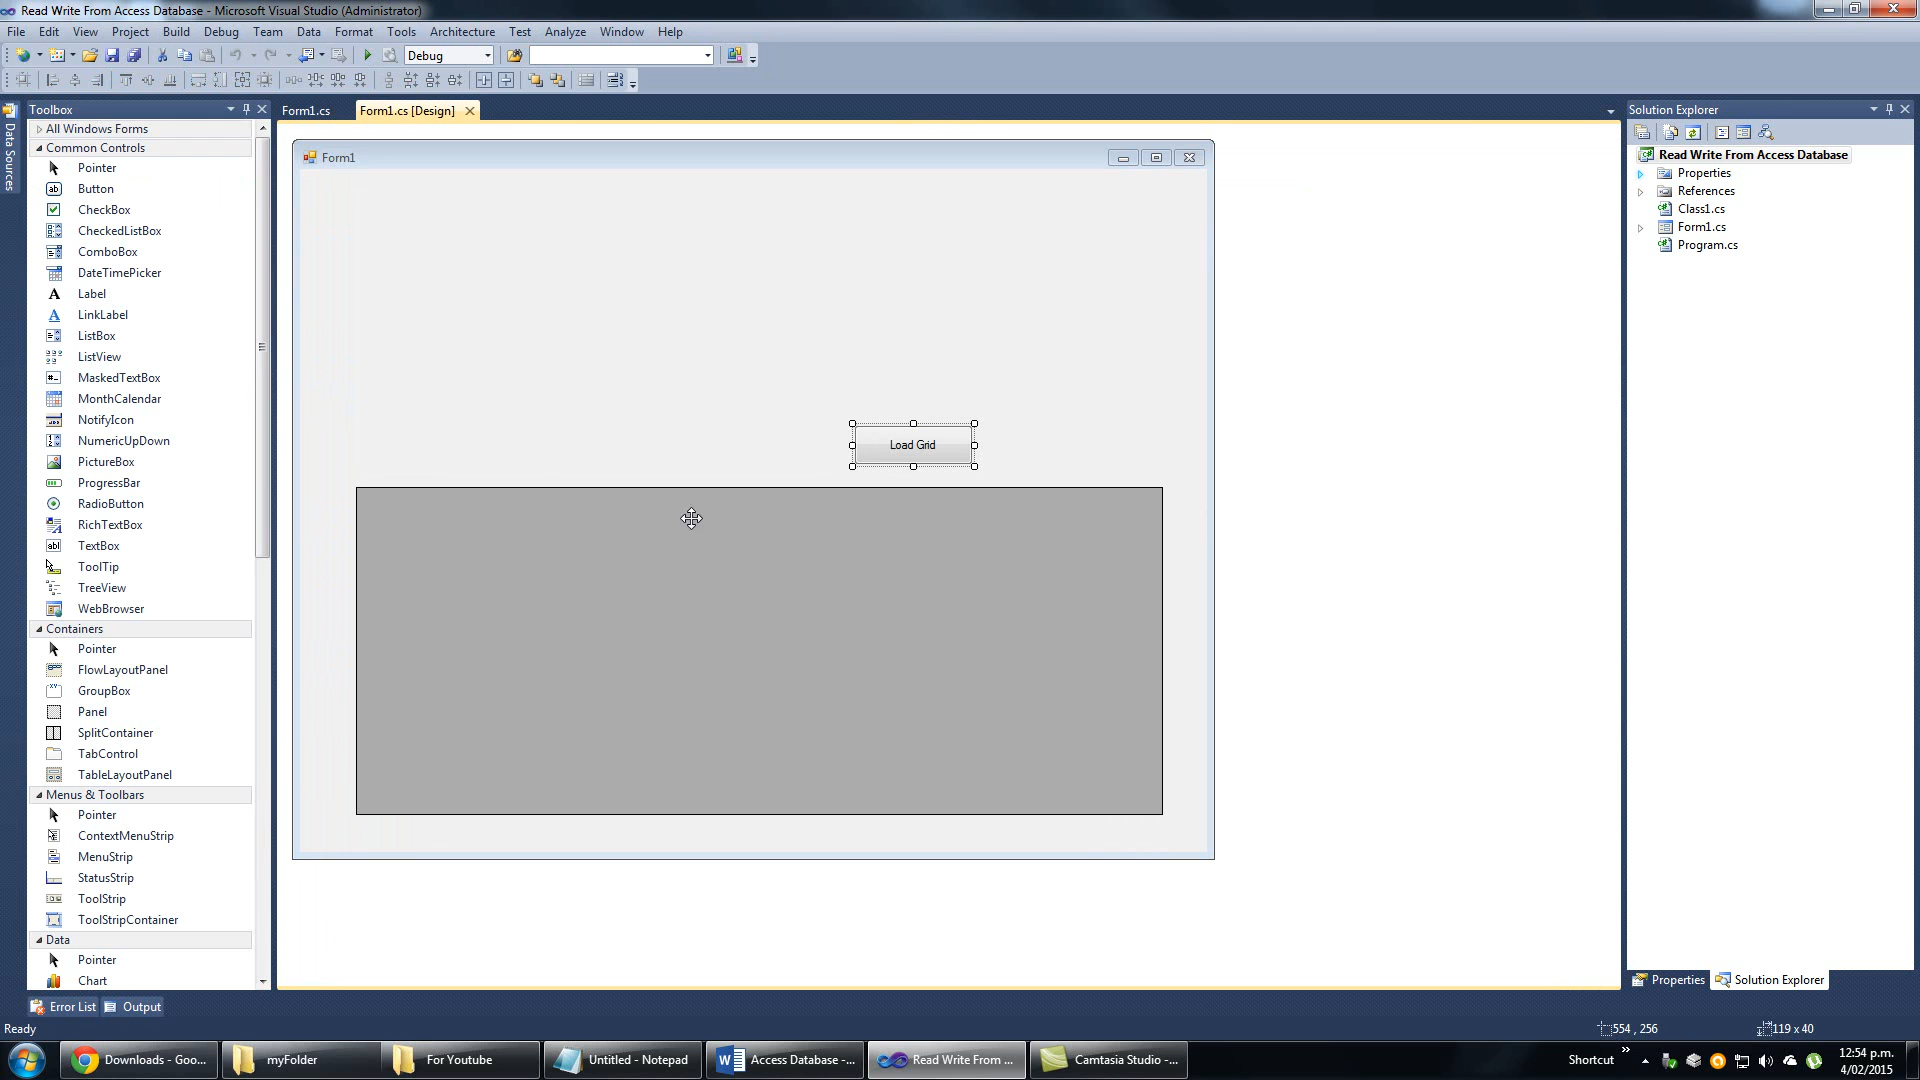 Read Write From Access Database - Microsoft Visual Studio (Administrator)
File Edit View Project Build Debug Team Data Format Tools Architecture Test Analyze Window Help
Debug
Data Sources
Toolbox
All Windows Forms
Common Controls
Pointer
Button
CheckBox
CheckedListBox
ComboBox
DateTimePicker
Label
LinkLabel
ListBox
ListView
MaskedTextBox
MonthCalendar
NotifyIcon
NumericUpDown
PictureBox
ProgressBar
RadioButton
RichTextBox
TextBox
ToolTip
TreeView
WebBrowser
Containers
Pointer
FlowLayoutPanel
GroupBox
Panel
SplitContainer
TabControl
TableLayoutPanel
Menus & Toolbars
Pointer
ContextMenuStrip
MenuStrip
StatusStrip
ToolStrip
ToolStripContainer
Data
Pointer
Chart
Form1.cs Form1.cs [Design]
Form1
Load Grid
Solution Explorer
Read Write From Access Database
Properties
References
Class1.cs
Form1.cs
Program.cs
Properties Solution Explorer
Error List Output
Ready 554 , 256 119 x 40
Downloads - Goo... myFolder For Youtube Untitled - Notepad Access Database -... Read Write From ... Camtasia Studio -... Shortcut
12:54 p.m.
4/02/2015